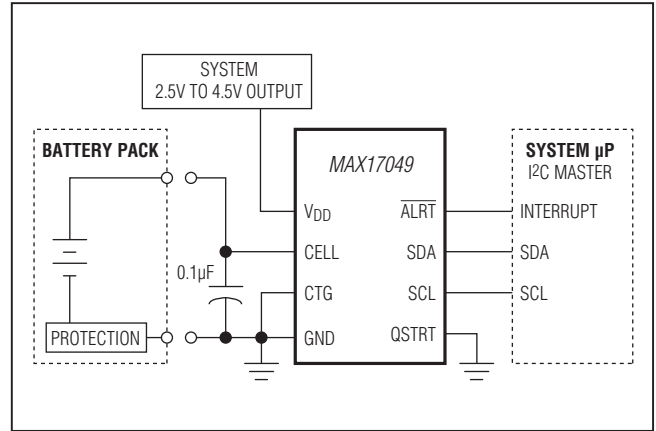 SYSTEM
2.5V TO 4.5V OUTPUT
BATTERY PACK
MAX17049
SYSTEM µP
I2C MASTER
VDD
ALRT
INTERRUPT
CELL
SDA
SDA
0.1µF
CTG
SCL
SCL
PROTECTION
GND
QSTRT